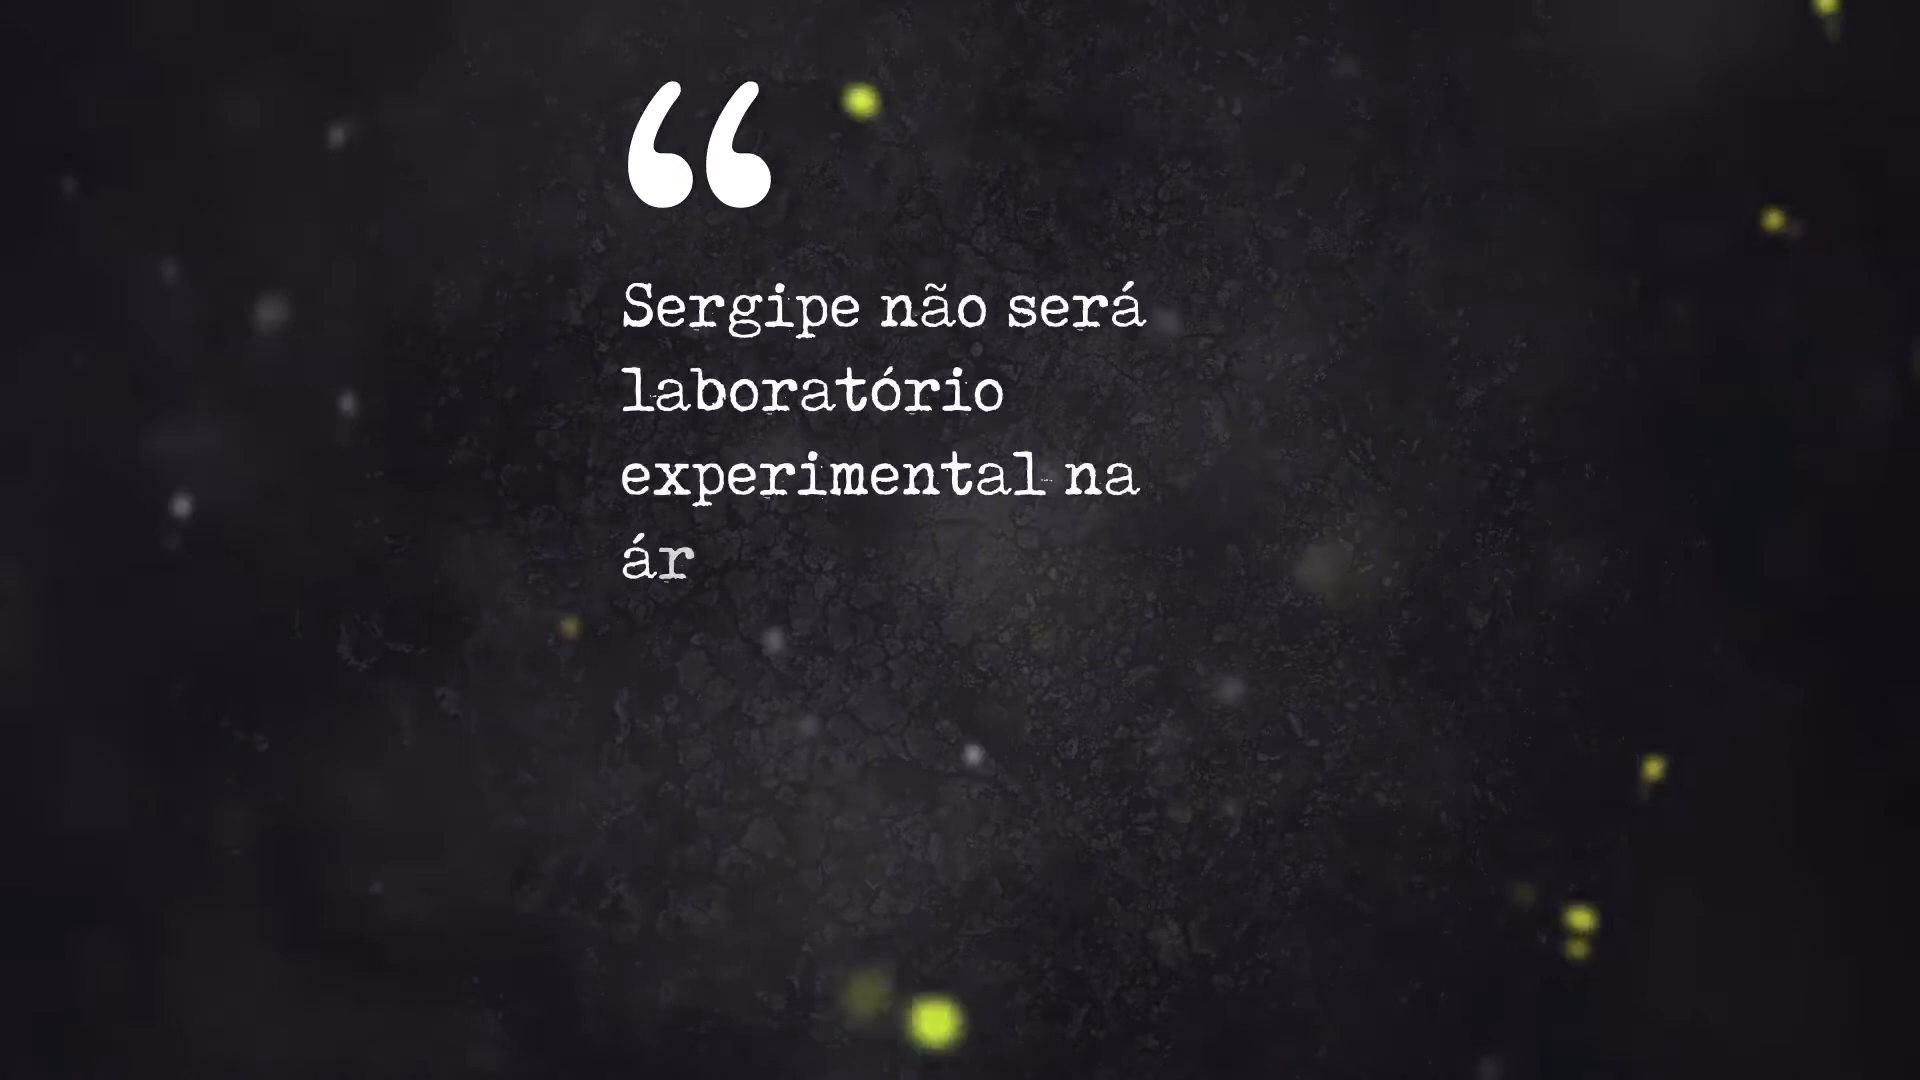 “
Sergipe não será
laboratório
experimental na
ár